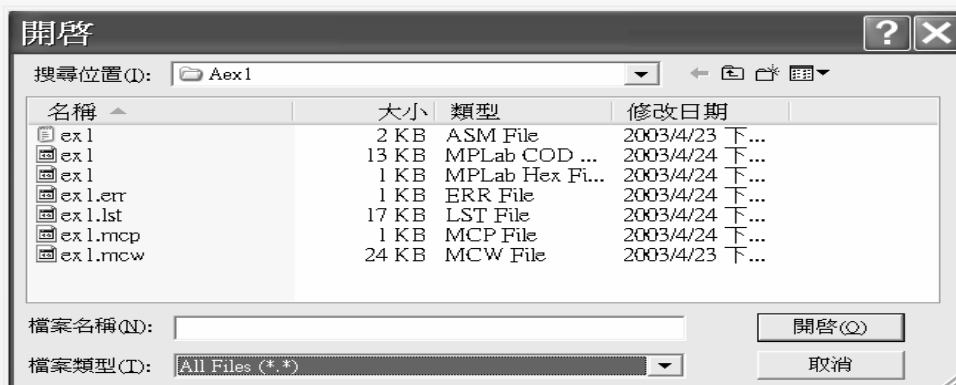 開啓
搜尋位置(I): Aex1
名稱 大小 類型 修改日期
ex1 2 KB ASM File 2003/4/23 下...
ex1 13 KB MPLab COD ... 2003/4/24 下...
ex1 1 KB MPLab Hex Fi... 2003/4/24 下...
ex1.err 1 KB ERR File 2003/4/24 下...
ex1.lst 17 KB LST File 2003/4/24 下...
ex1.mcp 1 KB MCP File 2003/4/24 下...
ex1.mcw 24 KB MCW File 2003/4/23 下...
檔案名稱(N): 開啓(O)
檔案類型(T): All Files (*.*) 取消